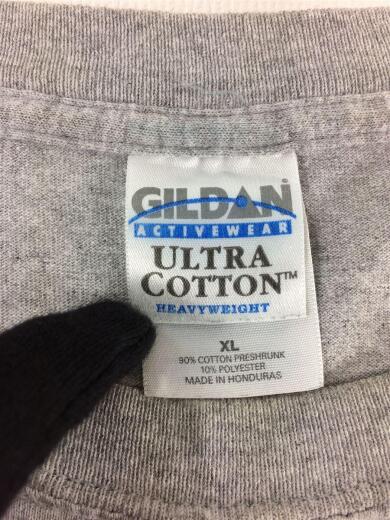 GILDAN
ACTIVEWEAR
ULTRA
COTTON™
HEAVYWEIGHT
XL
90% COTTON PRESHRUNK
10% POLYESTER
MADE IN HONDURAS